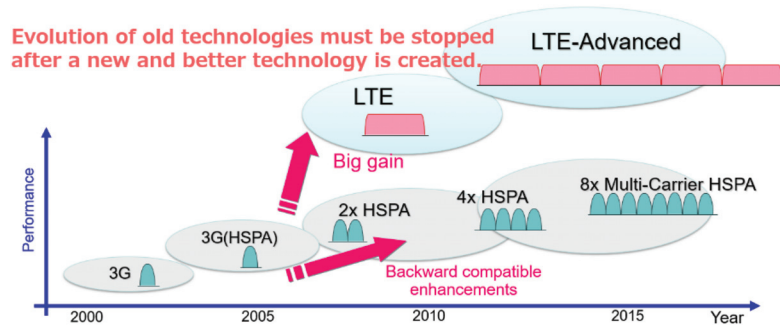 Evolution of old technologies must be stopped
after a new and better technology is created.
LTE-Advanced
LTE
Big gain
Performance
2x HSPA
4x HSPA
8x Multi-Carrier HSPA
3G(HSPA)
3G
Backward compatible
enhancements
2000
2005
2010
2015
Year